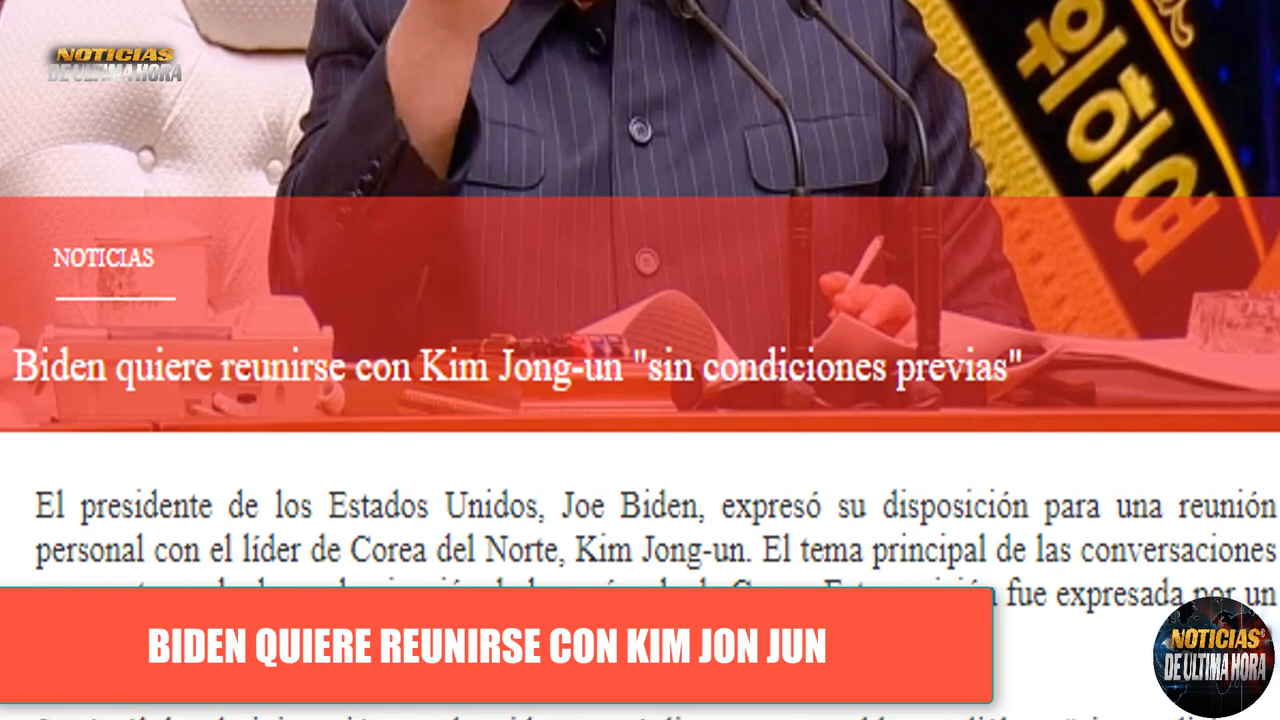 NOTICIAS
DE ULTIMA HORA
위하여
NOTICIAS
Biden quiere reunirse con Kim Jong-un "sin condiciones previas"
El presidente de los Estados Unidos, Joe Biden, expresó su disposición para una reunión
personal con el líder de Corea del Norte, Kim Jong-un. El tema principal de las conversaciones
fue expresada por un
BIDEN QUIERE REUNIRSE CON KIM JON JUN
NOTICIAS
DE ULTIMA HORA